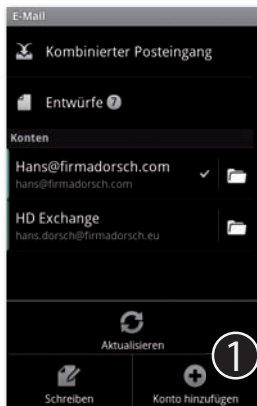 E-Mail
Kombinierter Posteingang
Entwürfe 7
Konten
Hans@firmadorsch.com
hans@firmadorsch.com
HD Exchange
hans.dorsch@firmadorsch.eu
Aktualisieren
1
Schreiben Konto hinzufügen